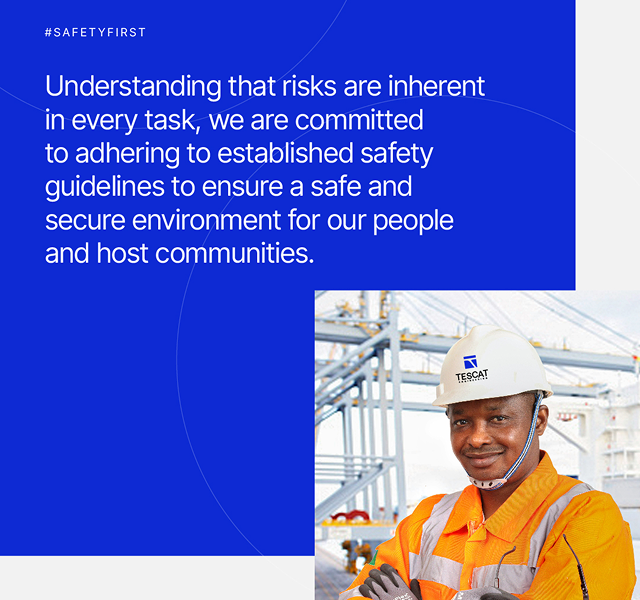 #SAFETYFIRST
Understanding that risks are inherent
in every task, we are committed
to adhering to established safety
guidelines to ensure a safe and
secure environment for our people
and host communities.
TESCAT
ENGINEERING